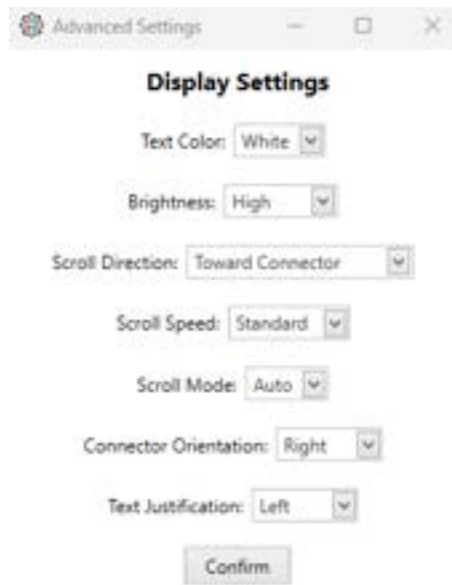 Advanced Settings
Display Settings
Text Color: White
Brightness: High
Scroll Direction: Toward Connector
Scroll Speed: Standard
Scroll Mode: Auto
Connector Orientation: Right
Text Justification: Left
Confirm